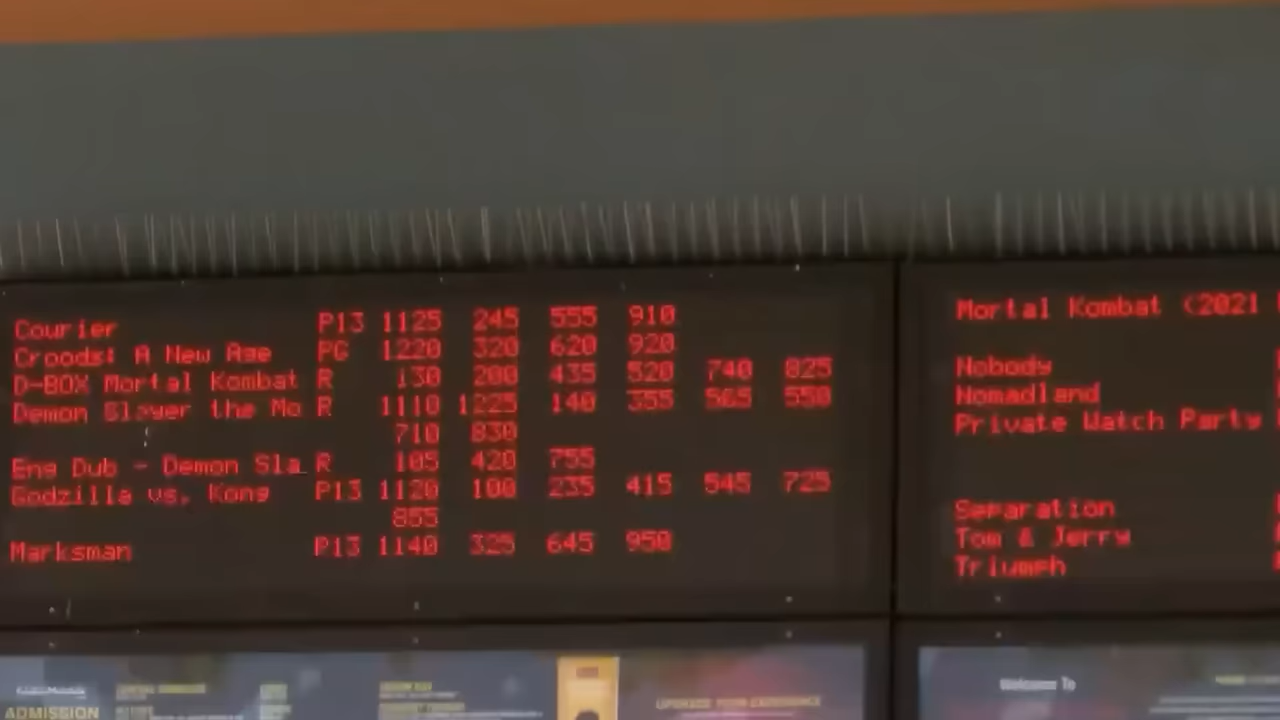 Courier P13 1125 245 555 910
Croods: A New Age PG 1220 320 620 920
D-BOX Mortal Kombat R 130 200 435 520 740 825
Demon Slayer the Mo R 1110 1225 140 355 505 550
710 830
Eng Dub - Demon Sla R 105 420 755
Godzilla vs. Kong P13 1120 100 235 415 545 725
855
Marksman P13 1140 325 645 950
Mortal Kombat (2021
Nobody
Nomadland
Private Watch Party
Separation
Tom & Jerry
Triumph
ADMISSION
UPGRADE YOUR EXPERIENCE
Welcome To